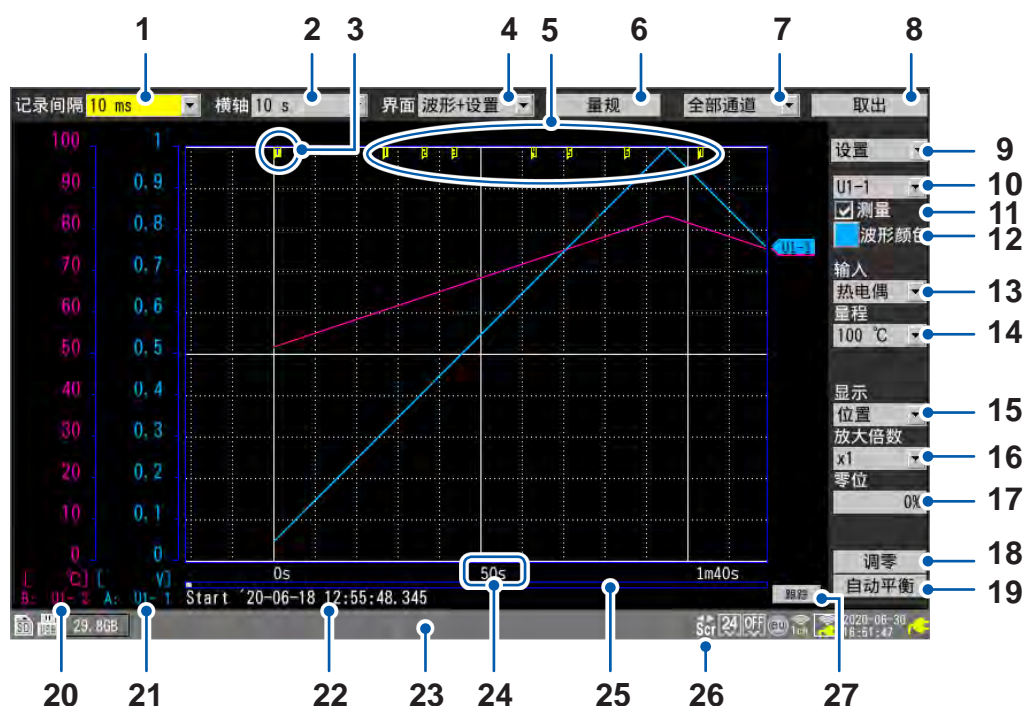 1 2 3 4 5 6 7 8
记录间隔 10 ms 横轴 10 s 界面 波形+设置 量规 全部通道 取出
100 1
90 0.9
80 0.8
70 0.7
60 0.6
50 0.5
40 0.4
30 0.3
20 0.2
10 0.1
0 0
[ ℃] [ V]
B: U1- 2 A: U1- 1
U1-1
0s 50s 1m40s
Start '20-06-18 12:55:48.345
跟踪
设置 9
U1-1 10
测量 11
波形颜色 12
输入
热电偶 13
量程
100 ℃ 14
显示
位置 15
放大倍数
x1 16
零位
0% 17
调零 18
自动平衡 19
SD USB 29.8GB Scr 24 OFF 1ch 2020-06-30
16:51:47
20 21 22 23 24 25 26 27